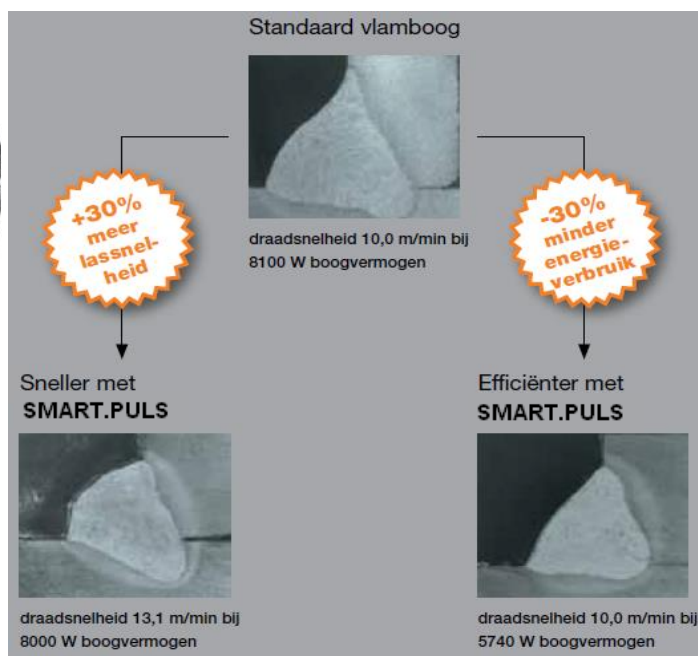 Standaard vlamboog
draadsnelheid 10,0 m/min bij
8100 W boogvermogen
+30%
meer
lassnel-
heid
-30%
minder
energie-
verbruik
Sneller met
SMART.PULS
draadsnelheid 13,1 m/min bij
8000 W boogvermogen
Efficiënter met
SMART.PULS
draadsnelheid 10,0 m/min bij
5740 W boogvermogen